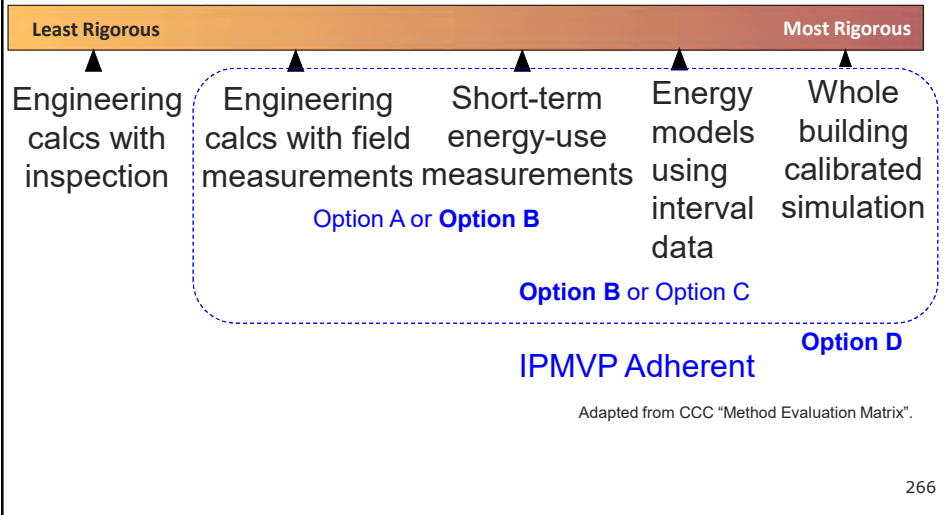 Least Rigorous
Most Rigorous
Engineering
calcs with
inspection
Engineering
calcs with field
measurements
Short-term
energy-use
measurements
Energy
models
using
interval
data
Whole
building
calibrated
simulation
Option A or Option B
Option B or Option C
Option D
IPMVP Adherent
Adapted from CCC “Method Evaluation Matrix”.
266